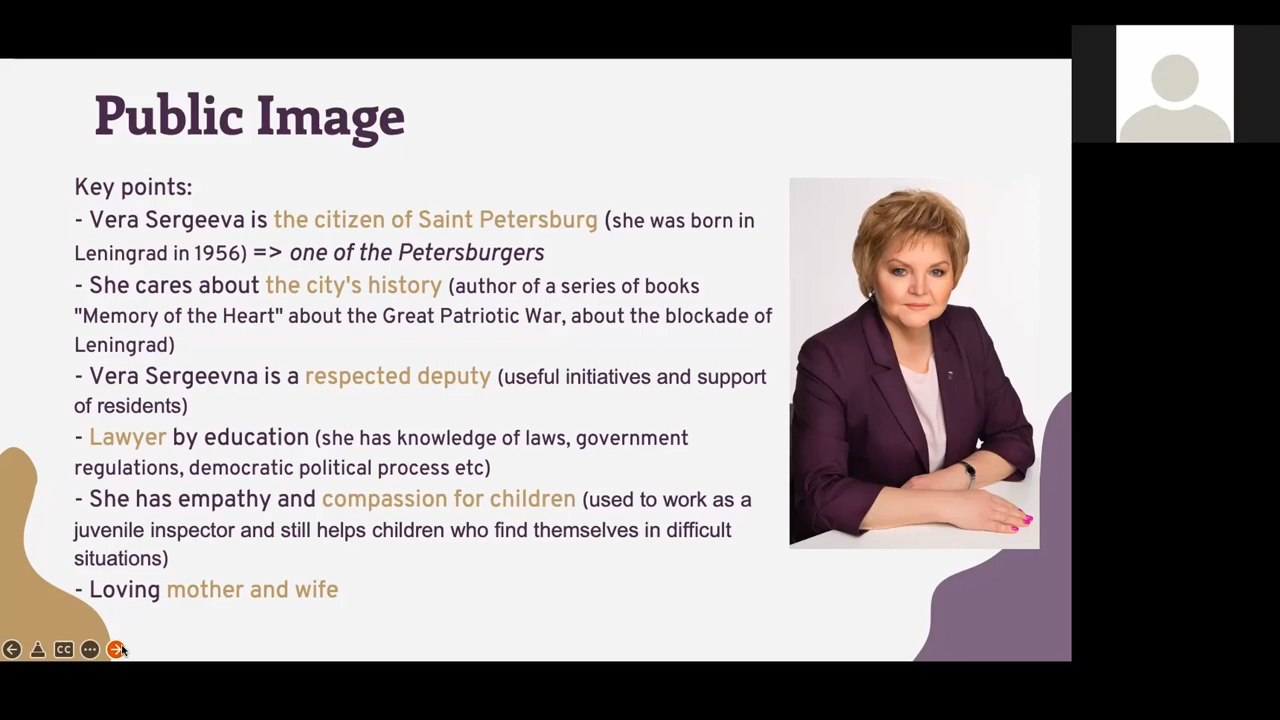 Public Image
Key points:
- Vera Sergeeva is the citizen of Saint Petersburg (she was born in
Leningrad in 1956) => one of the Petersburgers
- She cares about the city's history (author of a series of books
"Memory of the Heart" about the Great Patriotic War, about the blockade of
Leningrad)
- Vera Sergeevna is a respected deputy (useful initiatives and support
of residents)
- Lawyer by education (she has knowledge of laws, government
regulations, democratic political process etc)
- She has empathy and compassion for children (used to work as a
juvenile inspector and still helps children who find themselves in difficult
situations)
- Loving mother and wife
CC